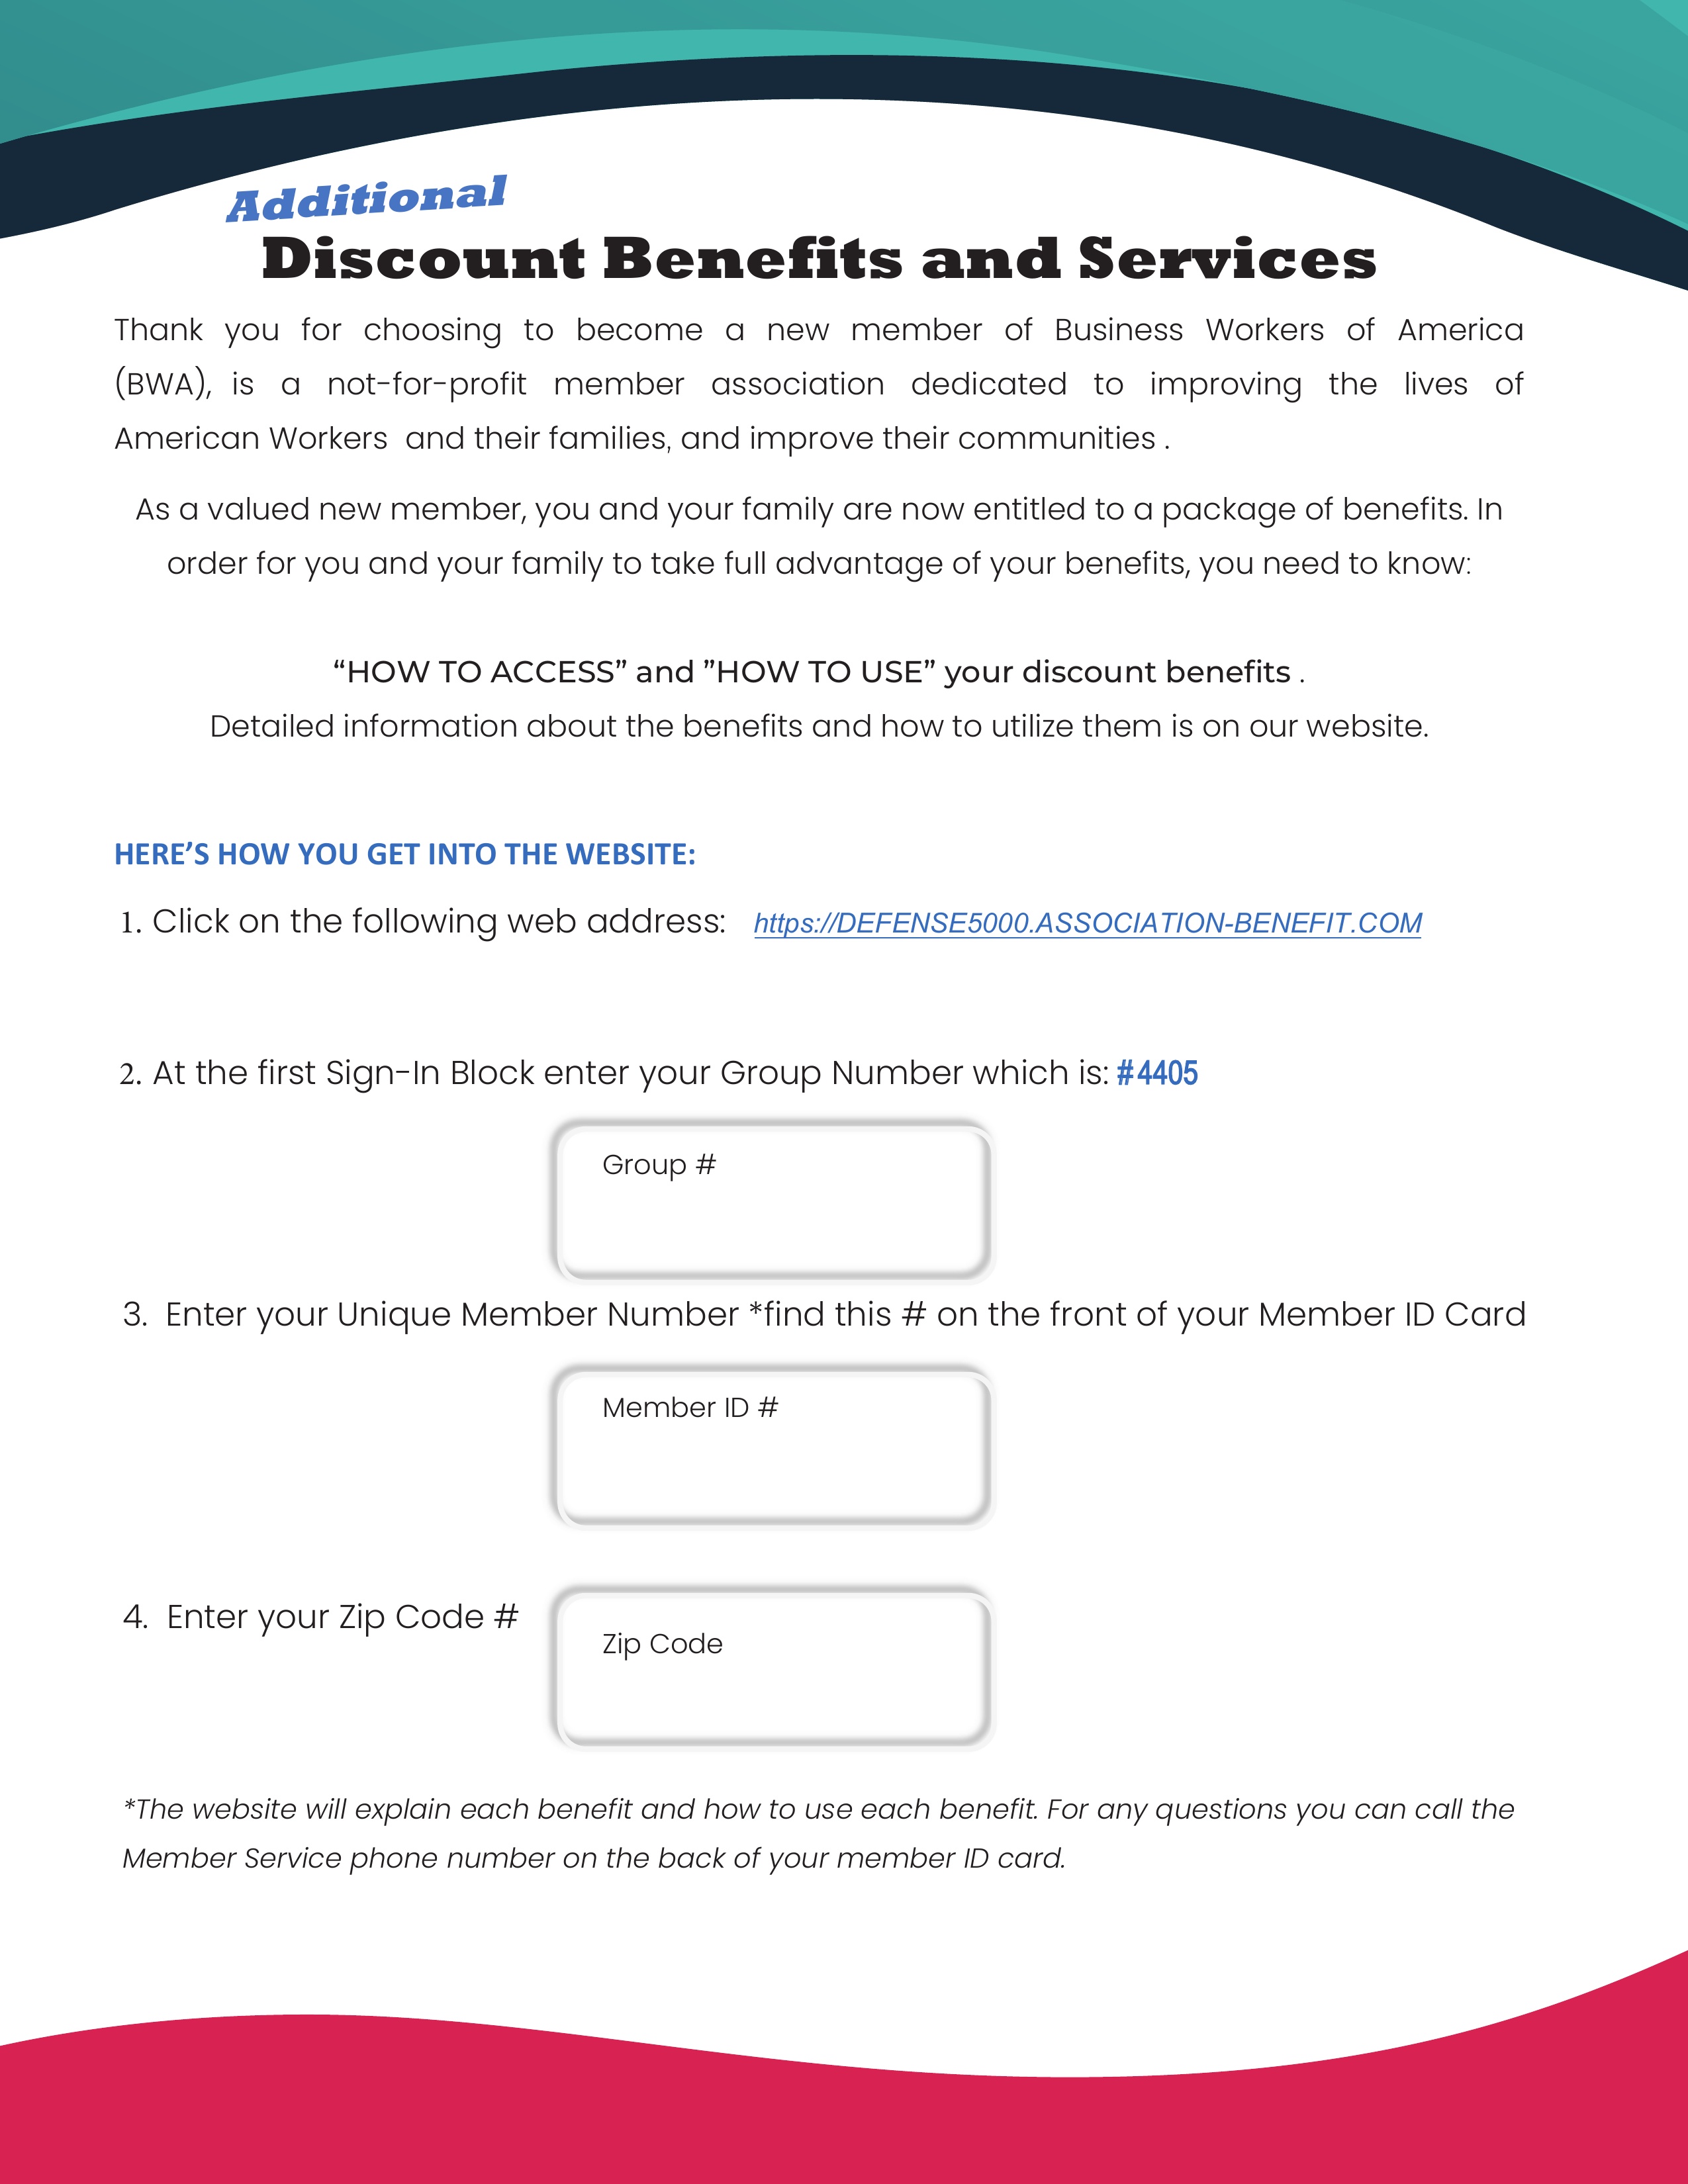 Additional
Discount Benefits and Services
Thank you for choosing to become a new member of Business Workers of America
(BWA), is a not-for-profit member association dedicated to improving the lives of
American Workers  and their families, and improve their communities .
As a valued new member, you and your family are now entitled to a package of benefits. In
order for you and your family to take full advantage of your benefits, you need to know:
“HOW TO ACCESS” and ”HOW TO USE” your discount benefits .
Detailed information about the benefits and how to utilize them is on our website.
HERE’S HOW YOU GET INTO THE WEBSITE:
1. Click on the following web address: https://DEFENSE5000.ASSOCIATION-BENEFIT.COM
2. At the first Sign-In Block enter your Group Number which is: #4405
Group #
3. Enter your Unique Member Number *find this # on the front of your Member ID Card
Member ID #
4. Enter your Zip Code #
Zip Code
*The website will explain each benefit and how to use each benefit. For any questions you can call the
Member Service phone number on the back of your member ID card.